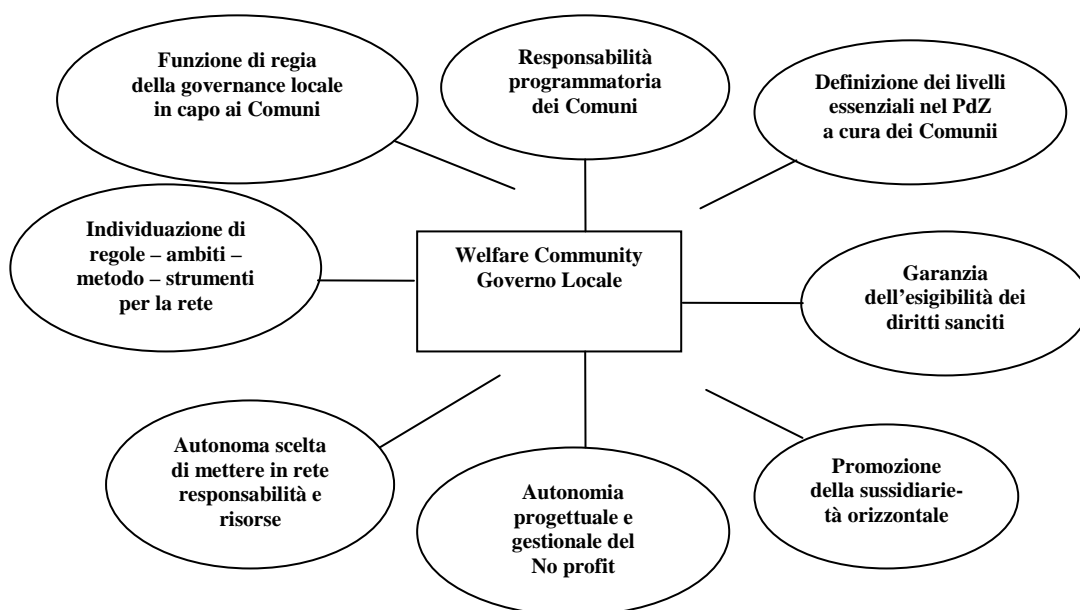 Funzione di regia
della governance locale
in capo ai Comuni
Responsabilità
programmatoria
dei Comuni
Definizione dei livelli
essenziali nel PdZ
a cura dei Comunii
Individuazione di
regole – ambiti –
metodo – strumenti
per la rete
Welfare Community
Governo Locale
Garanzia
dell’esigibilità dei
diritti sanciti
Autonoma scelta
di mettere in rete
responsabilità e
risorse
Autonomia
progettuale e
gestionale del
No profit
Promozione
della sussidiarie-
tà orizzontale